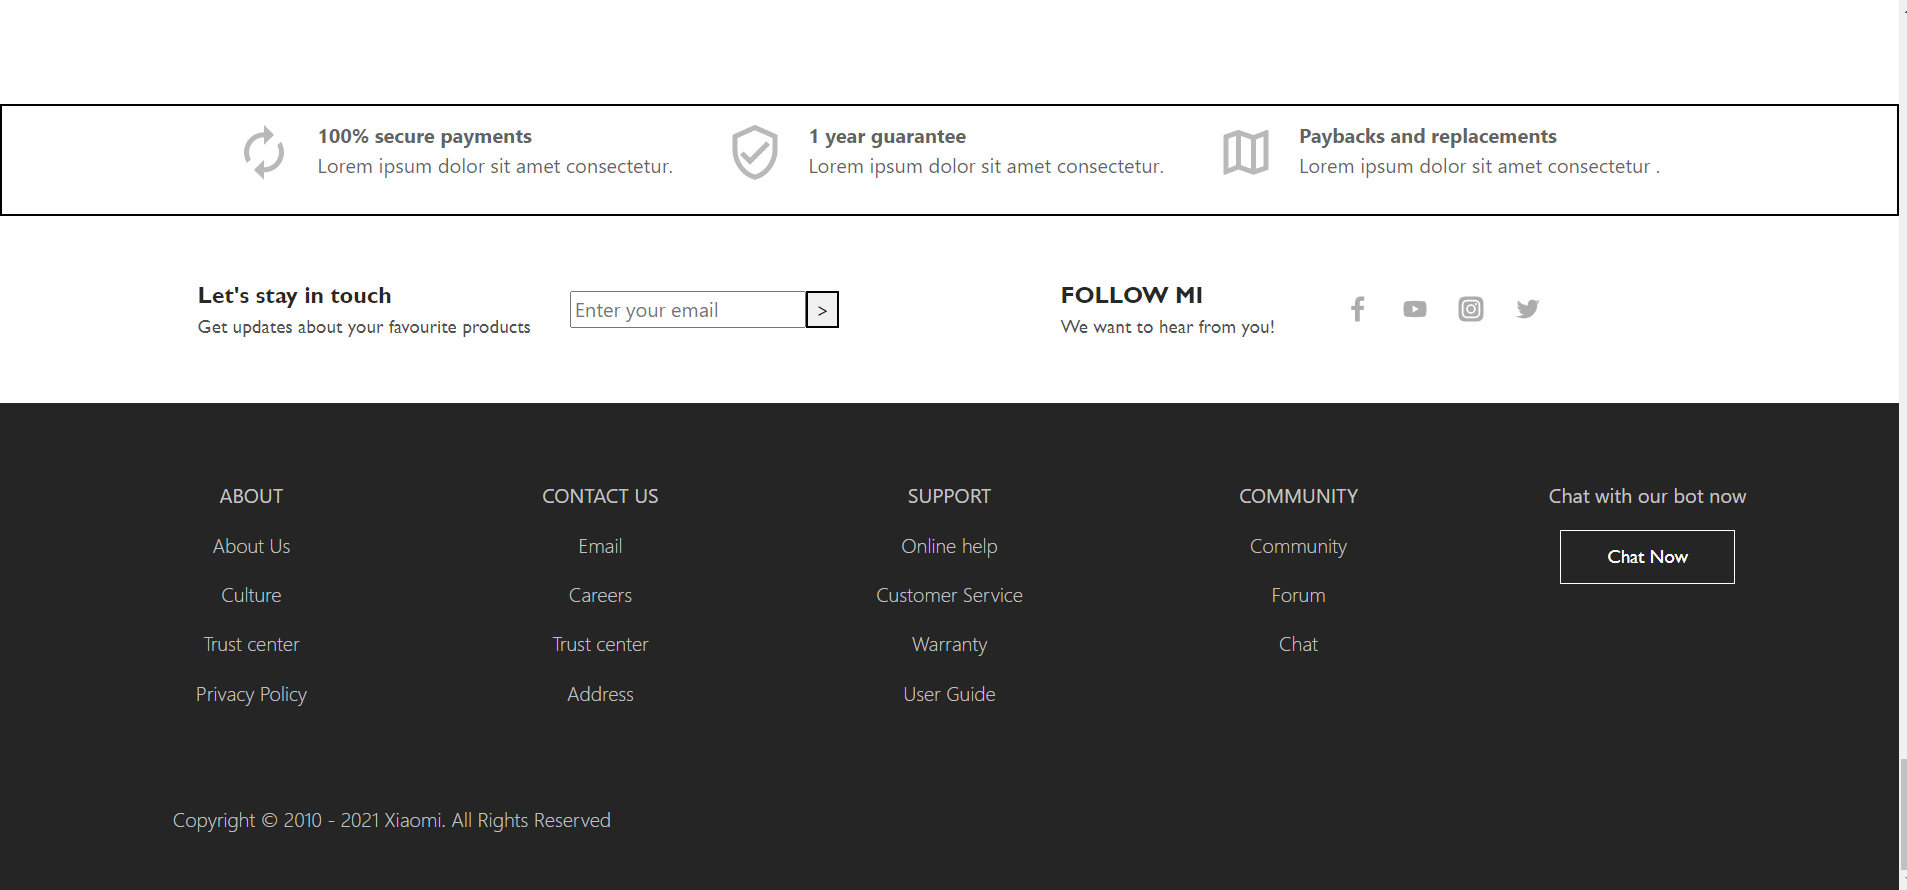 100% secure payments
Lorem ipsum dolor sit amet consectetur.
1 year guarantee
Lorem ipsum dolor sit amet consectetur.
Paybacks and replacements
Lorem ipsum dolor sit amet consectetur .
Let's stay in touch
Get updates about your favourite products
Enter your email
>
FOLLOW MI
We want to hear from you!
ABOUT
About Us
Culture
Trust center
Privacy Policy
CONTACT US
Email
Careers
Trust center
Address
SUPPORT
Online help
Customer Service
Warranty
User Guide
COMMUNITY
Community
Forum
Chat
Chat with our bot now
Chat Now
Copyright © 2010 - 2021 Xiaomi. All Rights Reserved